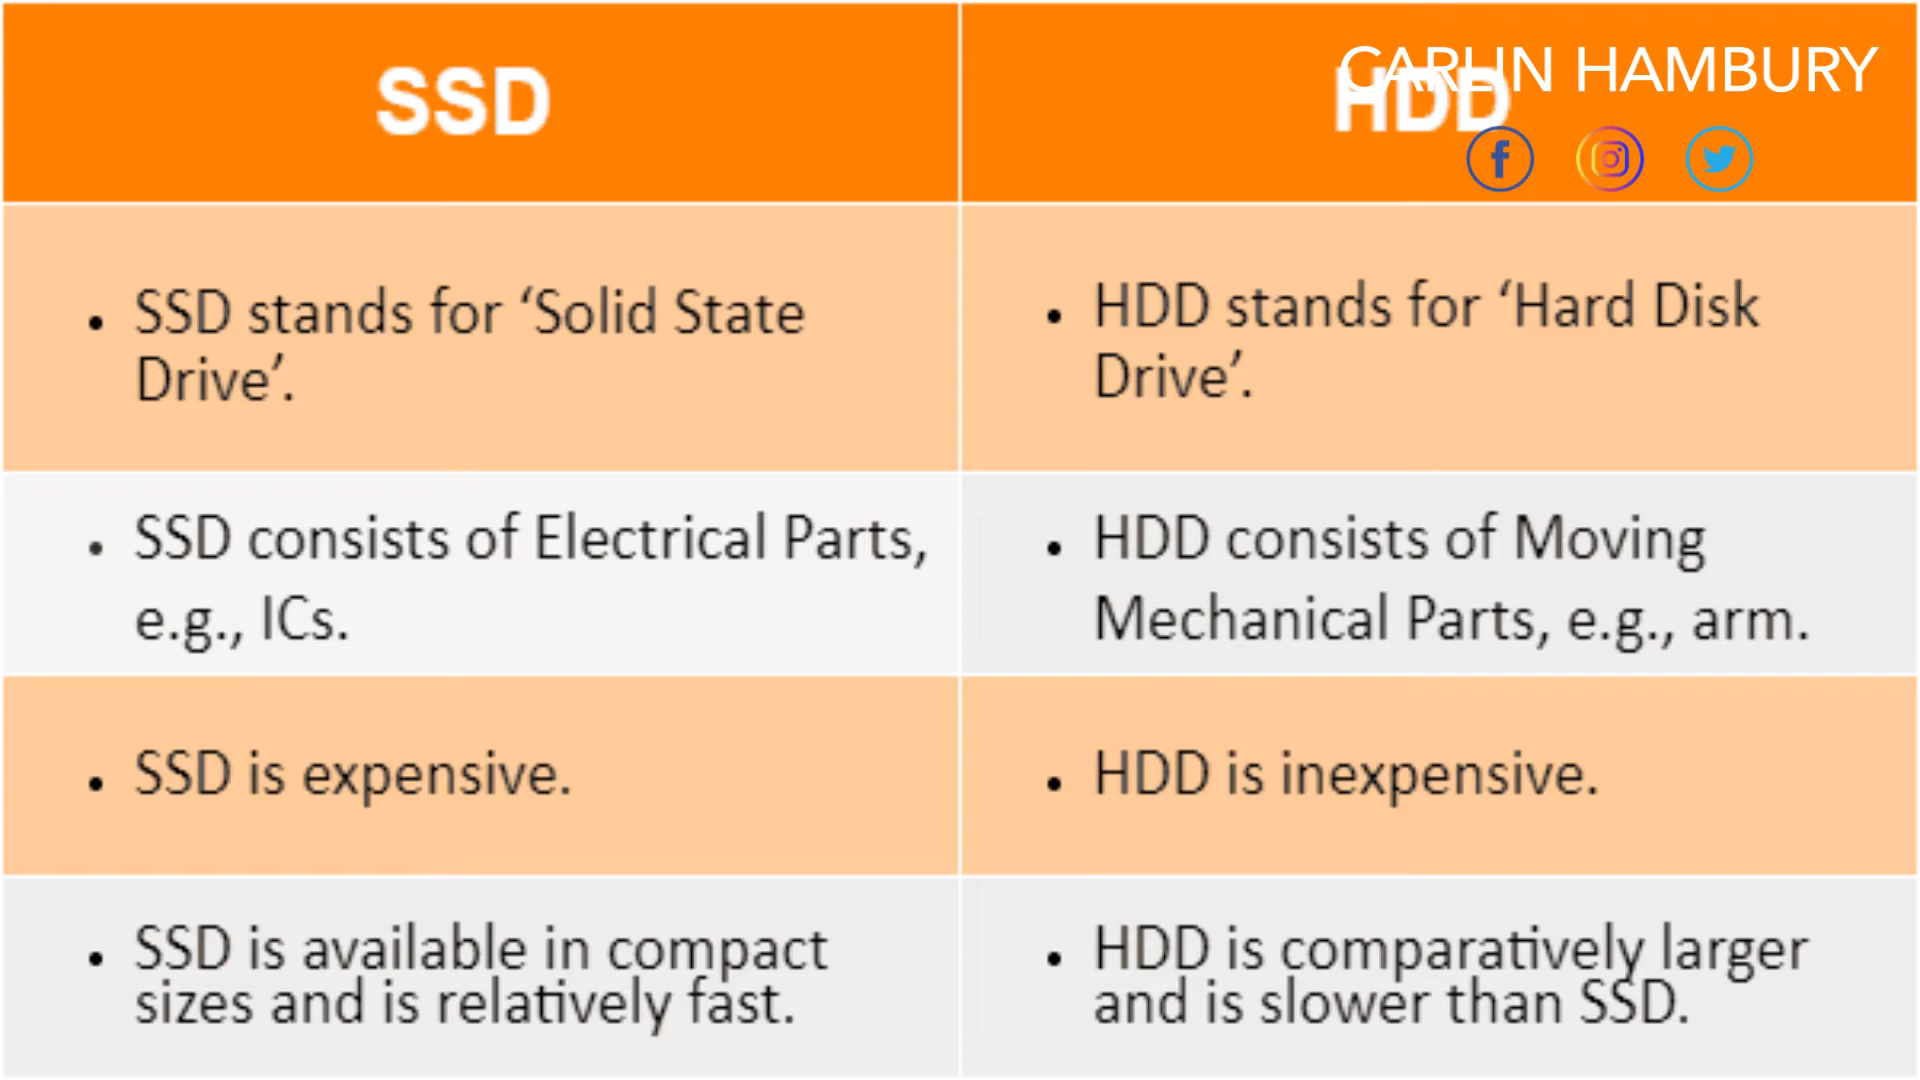 SSD
HDD
CARLIN HAMBURY
• SSD stands for ‘Solid State
Drive’.
• HDD stands for ‘Hard Disk
Drive’.
• SSD consists of Electrical Parts,
e.g., ICs.
• HDD consists of Moving
Mechanical Parts, e.g., arm.
• SSD is expensive.
• HDD is inexpensive.
• SSD is available in compact
sizes and is relatively fast.
• HDD is comparatively larger
and is slower than SSD.